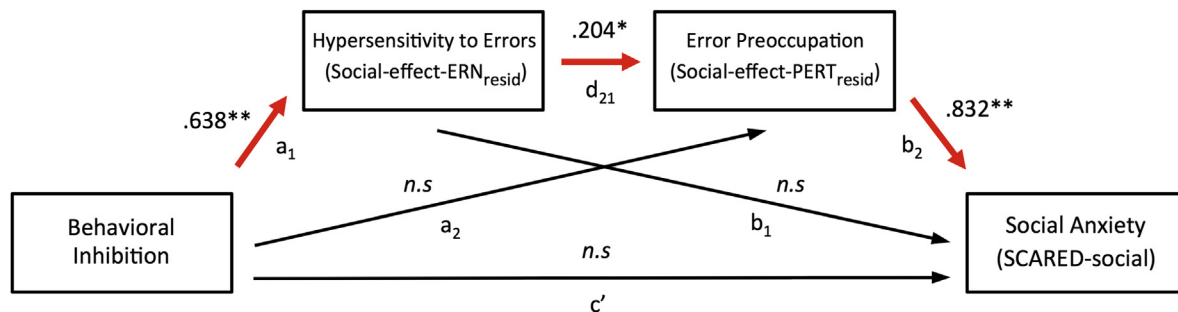 Hypersensitivity to Errors
(Social-effect-ERNresid)
.204*
d21
Error Preoccupation
(Social-effect-PERTresid)
.638**
a1
.832**
b2
Behavioral
Inhibition
n.s
a2
n.s
b1
n.s
c’
Social Anxiety
(SCARED-social)